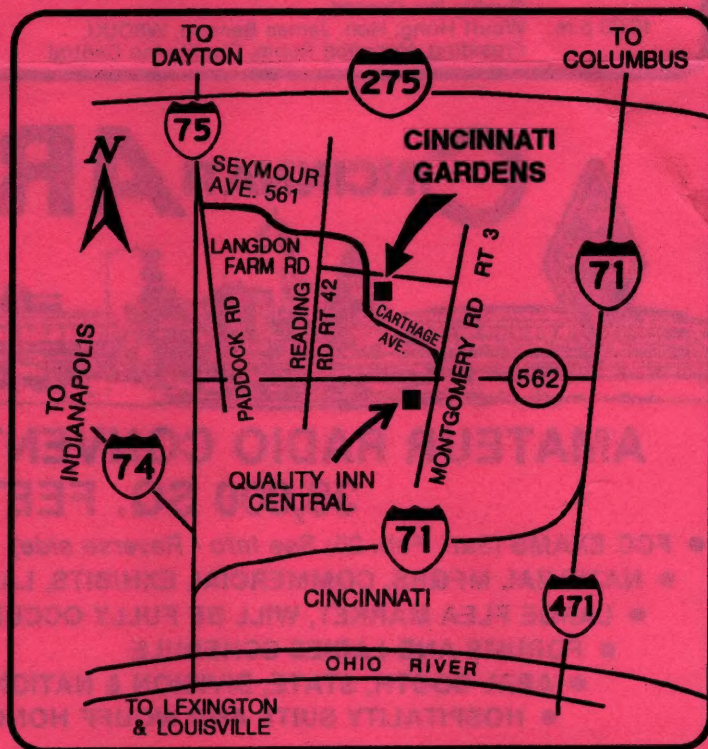 TO
DAYTON
TO
COLUMBUS
275
75
N
CINCINNATI
GARDENS
SEYMOUR
AVE. 561
LANGDON
FARM RD
RT 3
71
READING
RD RT 42
PADDOCK RD
CARTHAGE
AVE.
MONTGOMERY RD
562
TO
INDIANAPOLIS
74
QUALITY INN
CENTRAL
71
CINCINNATI
471
OHIO RIVER
TO LEXINGTON
& LOUISVILLE